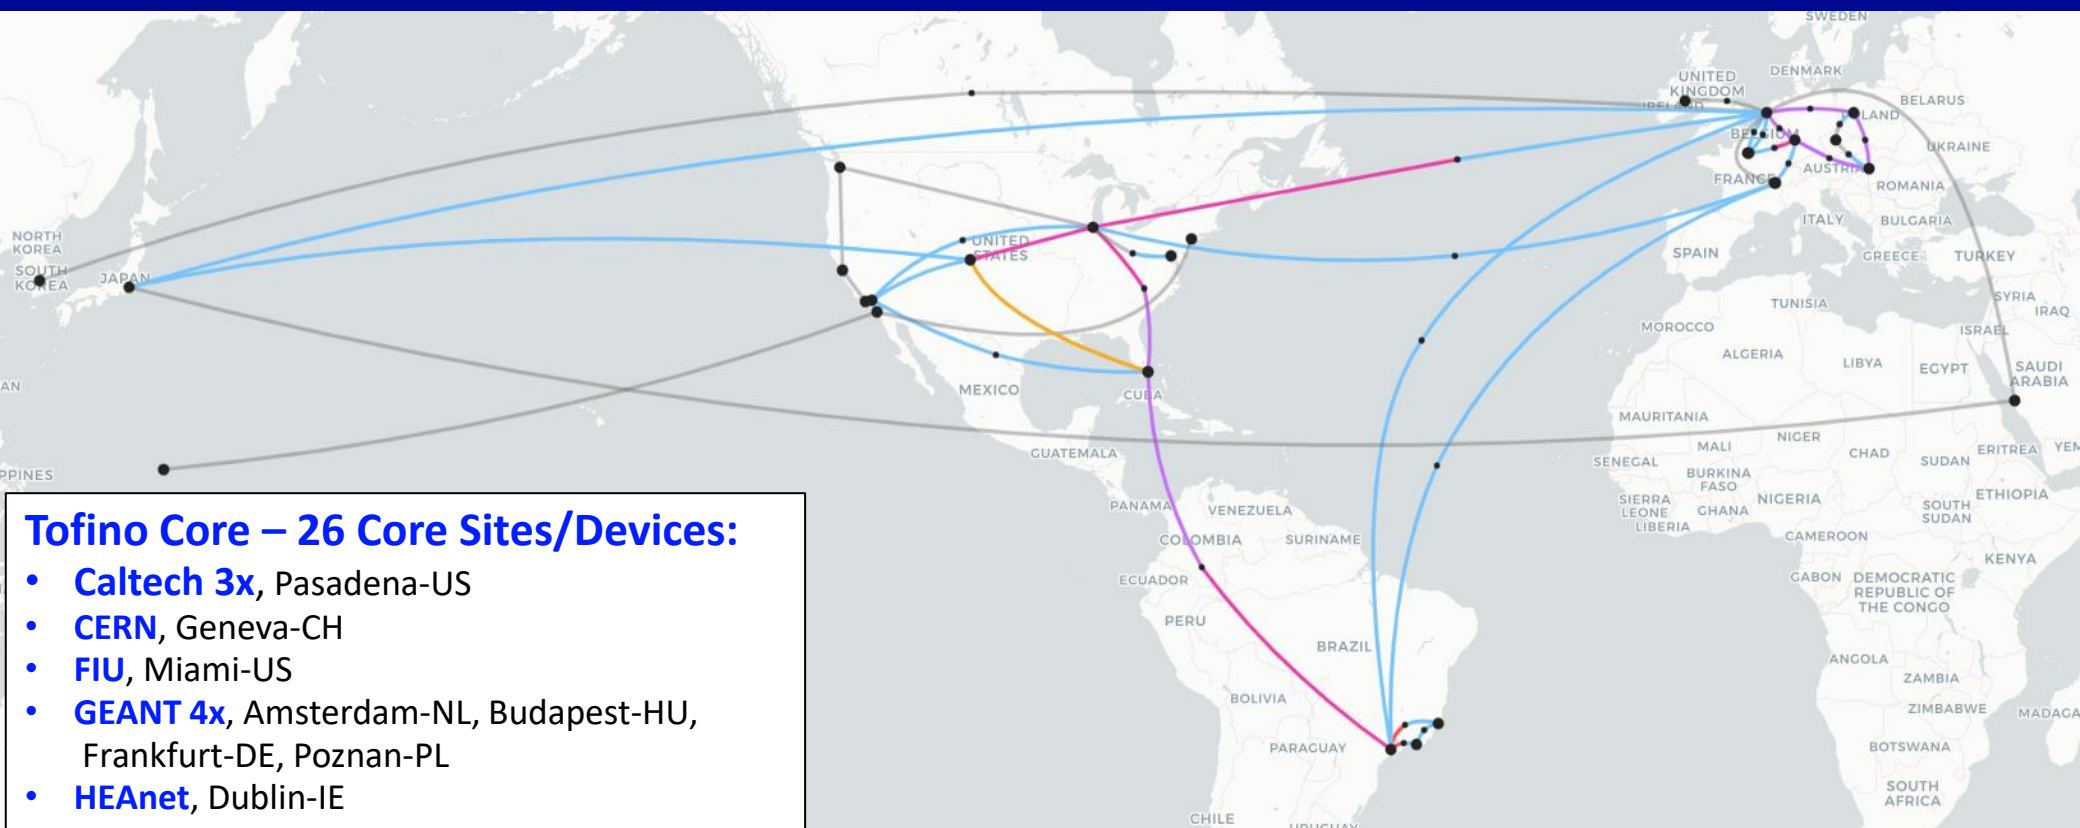 SWEDEN
DENMARK
UNITED
KINGDOM
BELARUS
UKRAINE
FRANCE
ROMANIA
ITALY
BULGARIA
SPAIN
GREECE
TURKEY
NORTH
KOREA
SOUTH
KOREA
JAPAN
UNITED
STATES
TUNISIA
SYRIA
IRAQ
MOROCCO
ISRAEL
ALGERIA
LIBYA
EGYPT
SAUDI
ARABIA
AN
MEXICO
CUBA
MAURITANIA
NIGER
MALI
CHAD
SUDAN
ERITREA
YEM
GUATEMALA
SENEGAL
BURKINA
FASO
PPINES
PANAMA
VENEZUELA
SIERRA
LEONE
GHANA
NIGERIA
SOUTH
SUDAN
ETHIOPIA
LIBERIA
COLOMBIA
SURINAME
CAMEROON
KENYA
ECUADOR
GABON
DEMOCRATIC
REPUBLIC OF
THE CONGO
PERU
BRAZIL
ANGOLA
ZAMBIA
BOLIVIA
ZIMBABWE
MADAGA
PARAGUAY
BOTSWANA
SOUTH
AFRICA
CHILE
Tofino Core – 26 Core Sites/Devices:
• Caltech 3x, Pasadena-US
• CERN, Geneva-CH
• FIU, Miami-US
• GEANT 4x, Amsterdam-NL, Budapest-HU,
Frankfurt-DE, Poznan-PL
• HEAnet, Dublin-IE